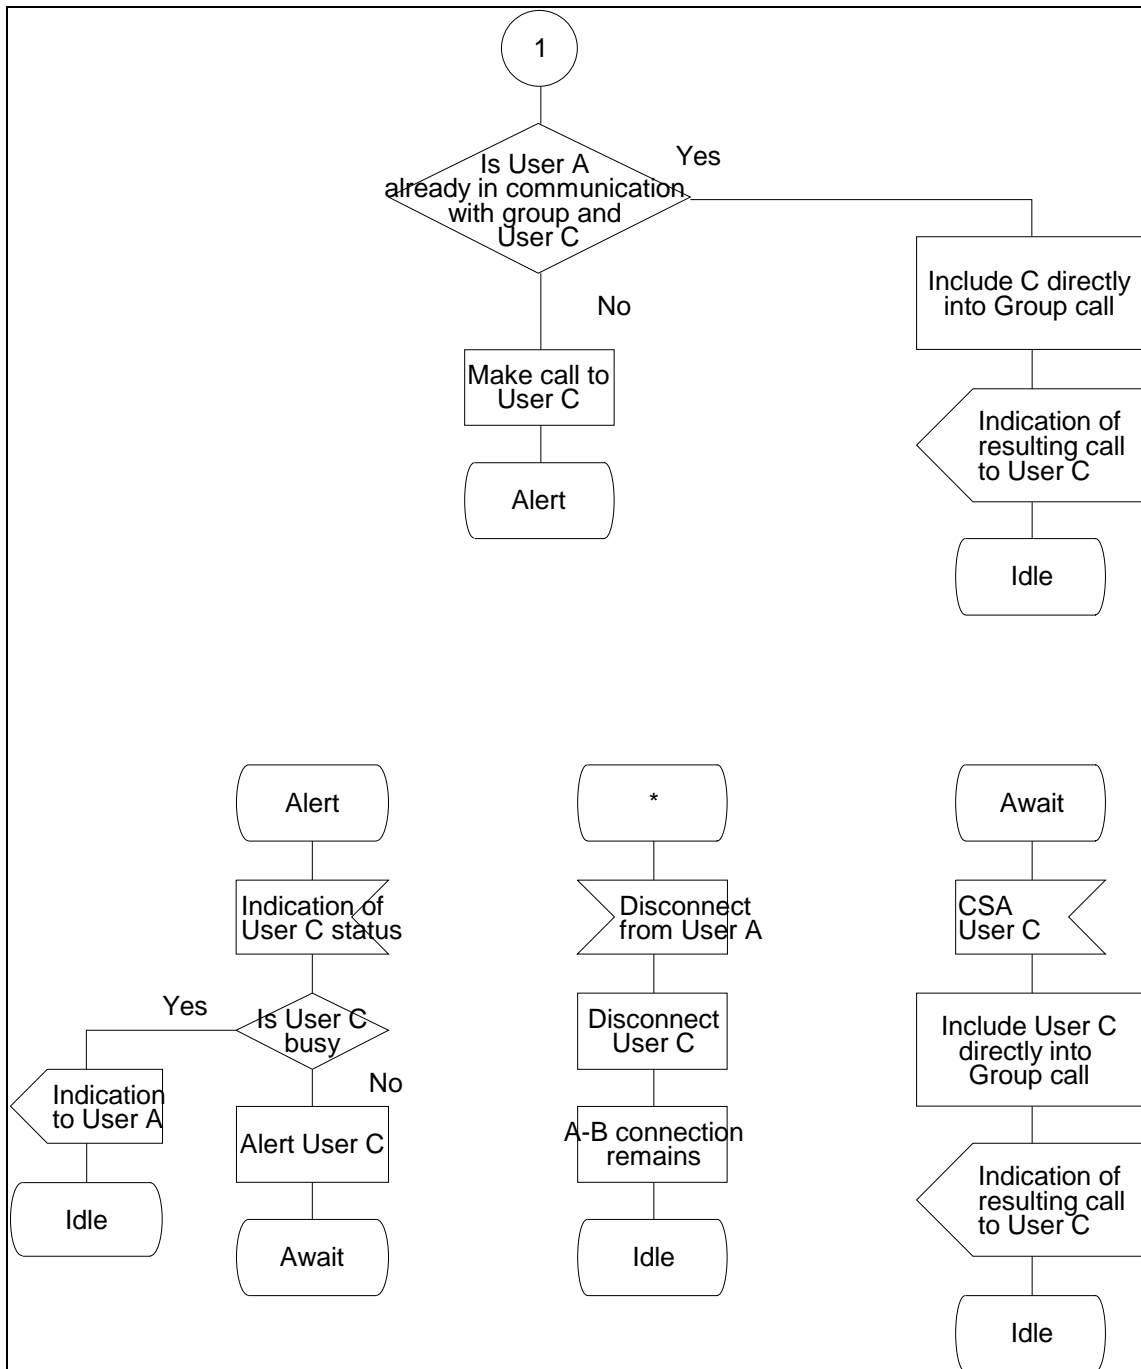 1
Is User A
already in communication
with group and
User C
Yes
No
Include C directly
into Group call
Make call to
User C
Indication of
resulting call
to User C
Alert
Idle
Alert
*
Await
Indication of
User C status
Disconnect
from User A
CSA
User C
Yes
Is User C
busy
No
Disconnect
User C
Include User C
directly into
Group call
Indication
to User A
Alert User C
A-B connection
remains
Indication of
resulting call
to User C
Idle
Await
Idle
Idle